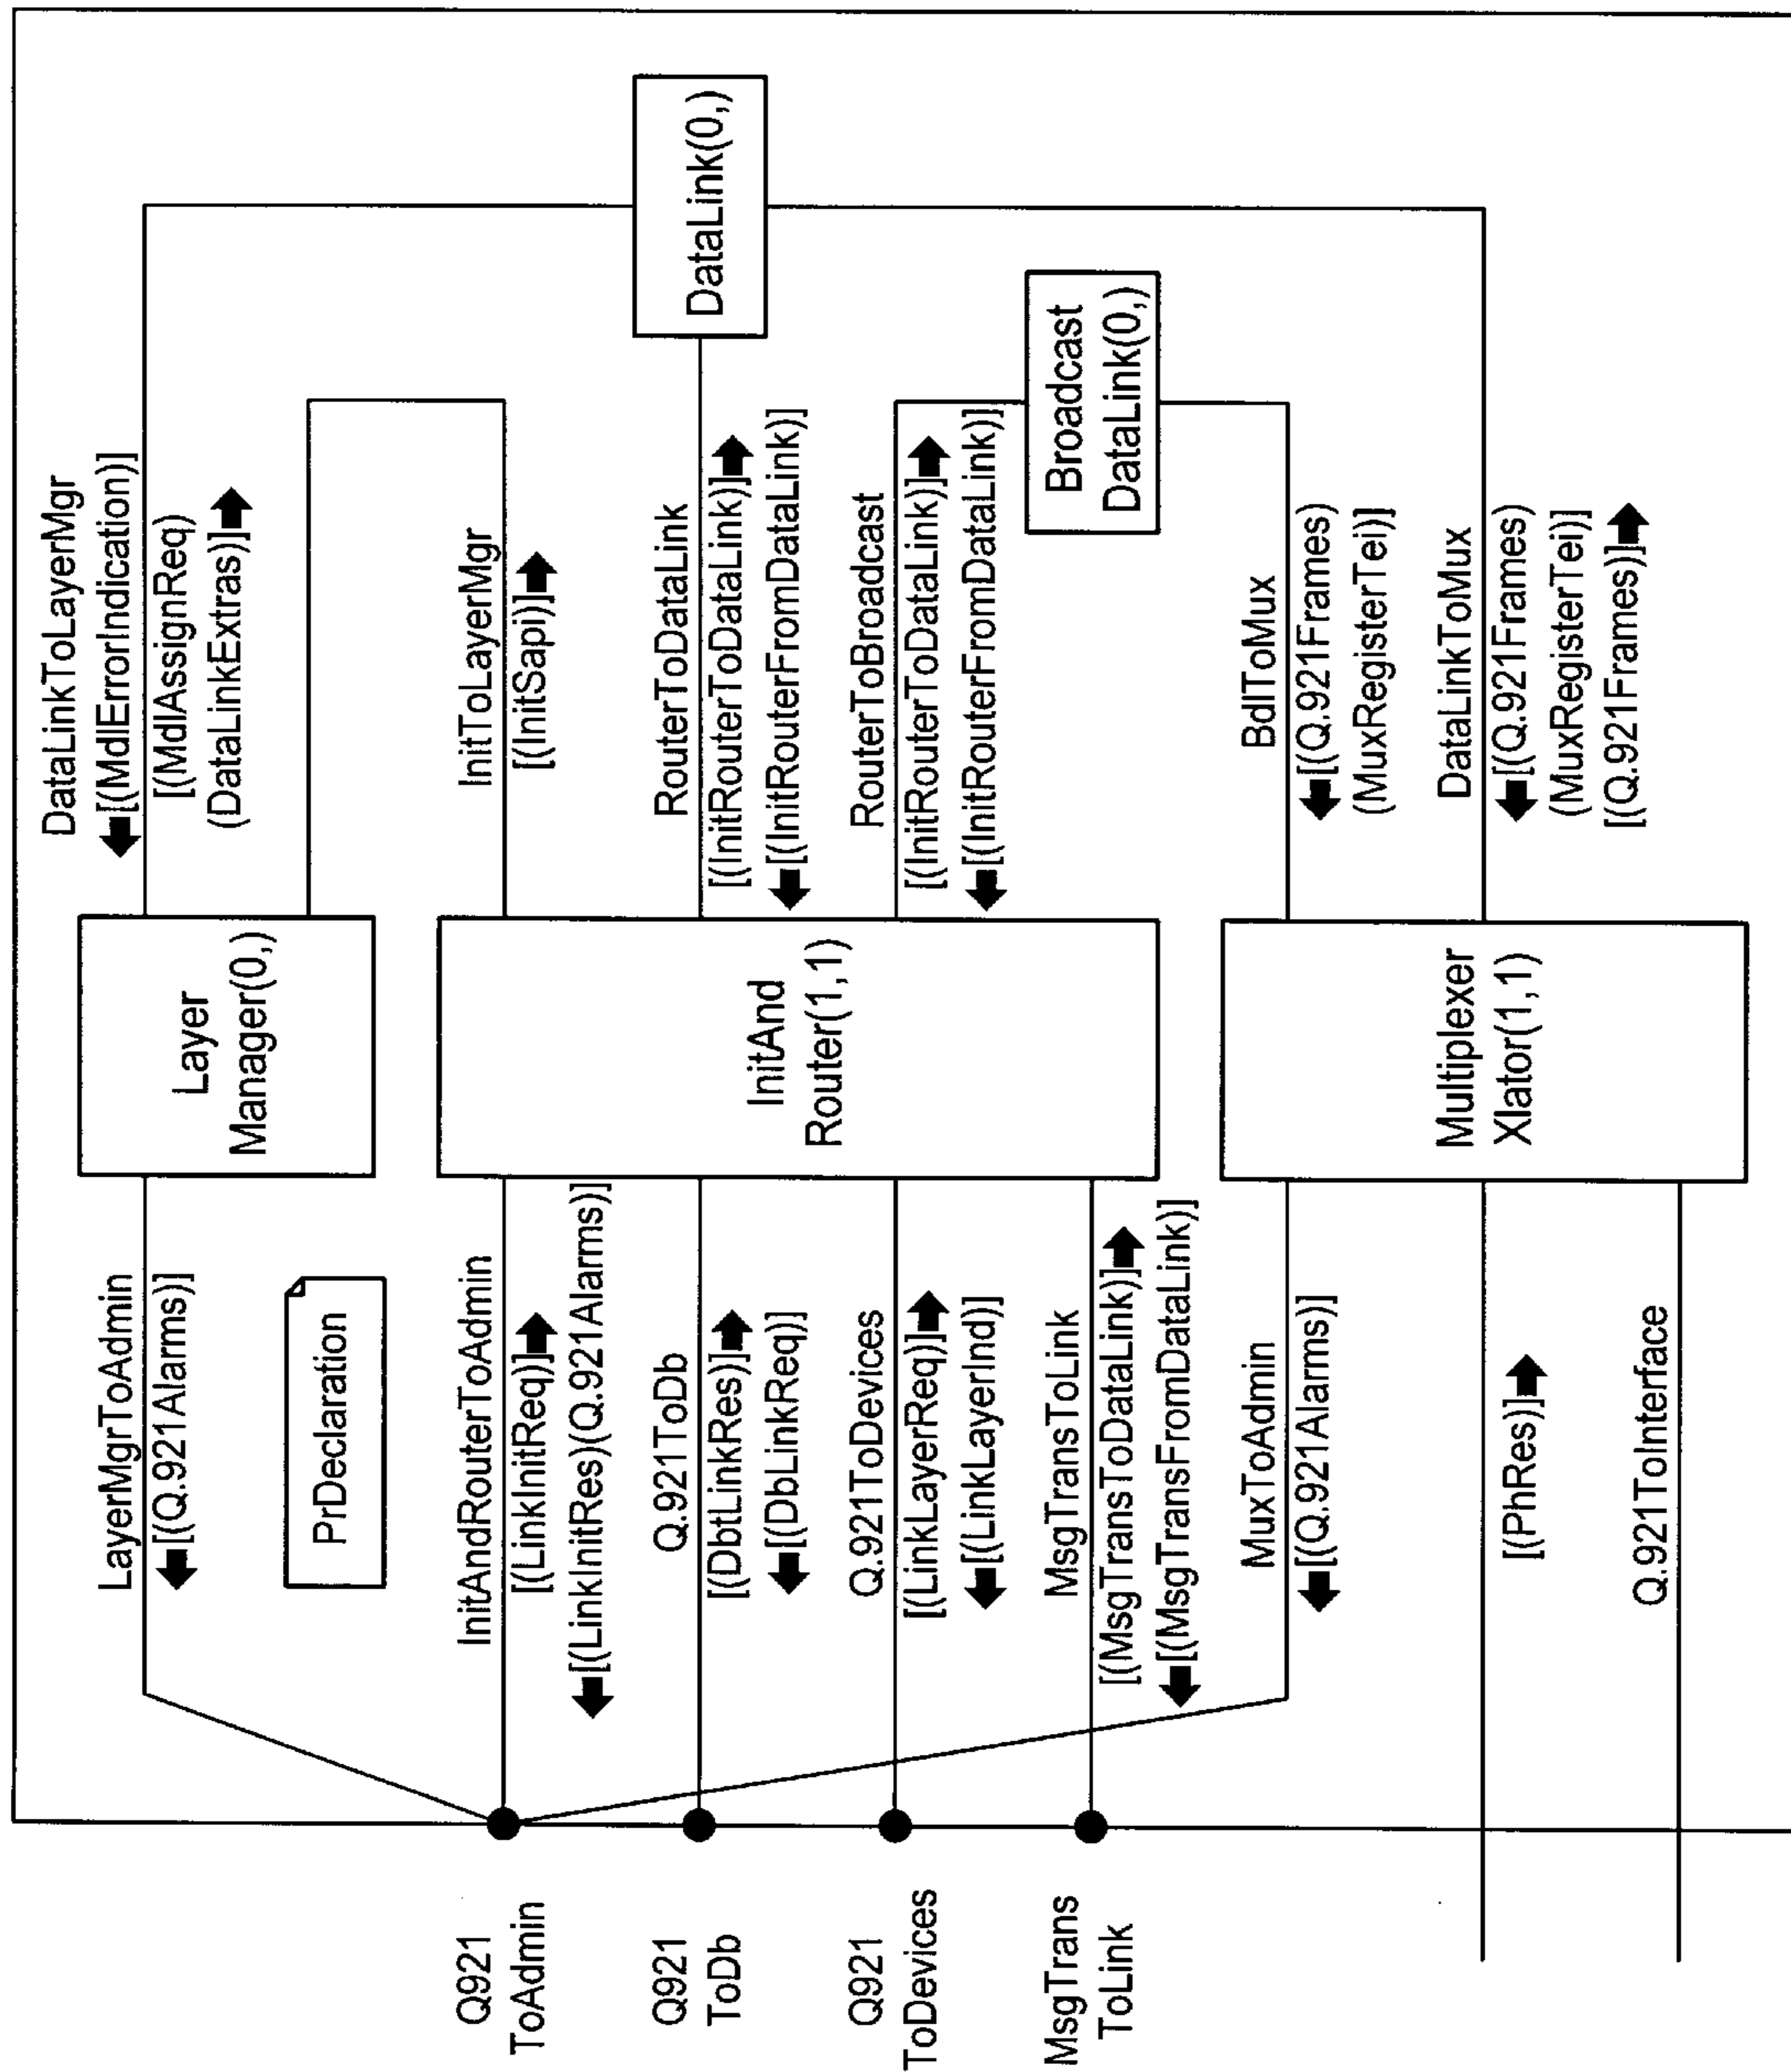 Q921
ToAdmin
Q921
ToDb
Q921
ToDevices
MsgTrans
ToLink
LayerMgrToAdmin
[(Q.921Alarms)]
PrDeclaration
InitAndRouterToAdmin
[(LinkInitReq)]
[(LinkInitRes)(Q.921Alarms)]
Q.921ToDb
[(DbtLinkRes)]
[(DbLinkReq)]
Q.921ToDevices
[(LinkLayerReq)]
[(LinkLayerInd)]
MsgTransToLink
[(MsgTransToDataLink)]
[(MsgTransFromDataLink)]
MuxToAdmin
[(Q.921Alarms)]
[(PhRes)]
Q.921ToInterface
Layer
Manager(0,)
InitAnd
Router(1,1)
Multiplexer
Xlator(1,1)
DataLinkToLayerMgr
[(MdlErrorIndication)]
[(MdlAssignReq)
(DataLinkExtras)]
InitToLayerMgr
[(InitSapi)]
RouterToDataLink
[(InitRouterToDataLink)]
[(InitRouterFromDataLink)]
RouterToBroadcast
[(InitRouterToDataLink)]
[(InitRouterFromDataLink)]
BdlToMux
[(Q.921Frames)
(MuxRegisterTei)]
DataLinkToMux
[(Q.921Frames)
(MuxRegisterTei)]
[(Q.921Frames)]
DataLink(0,)
Broadcast
DataLink(0,)